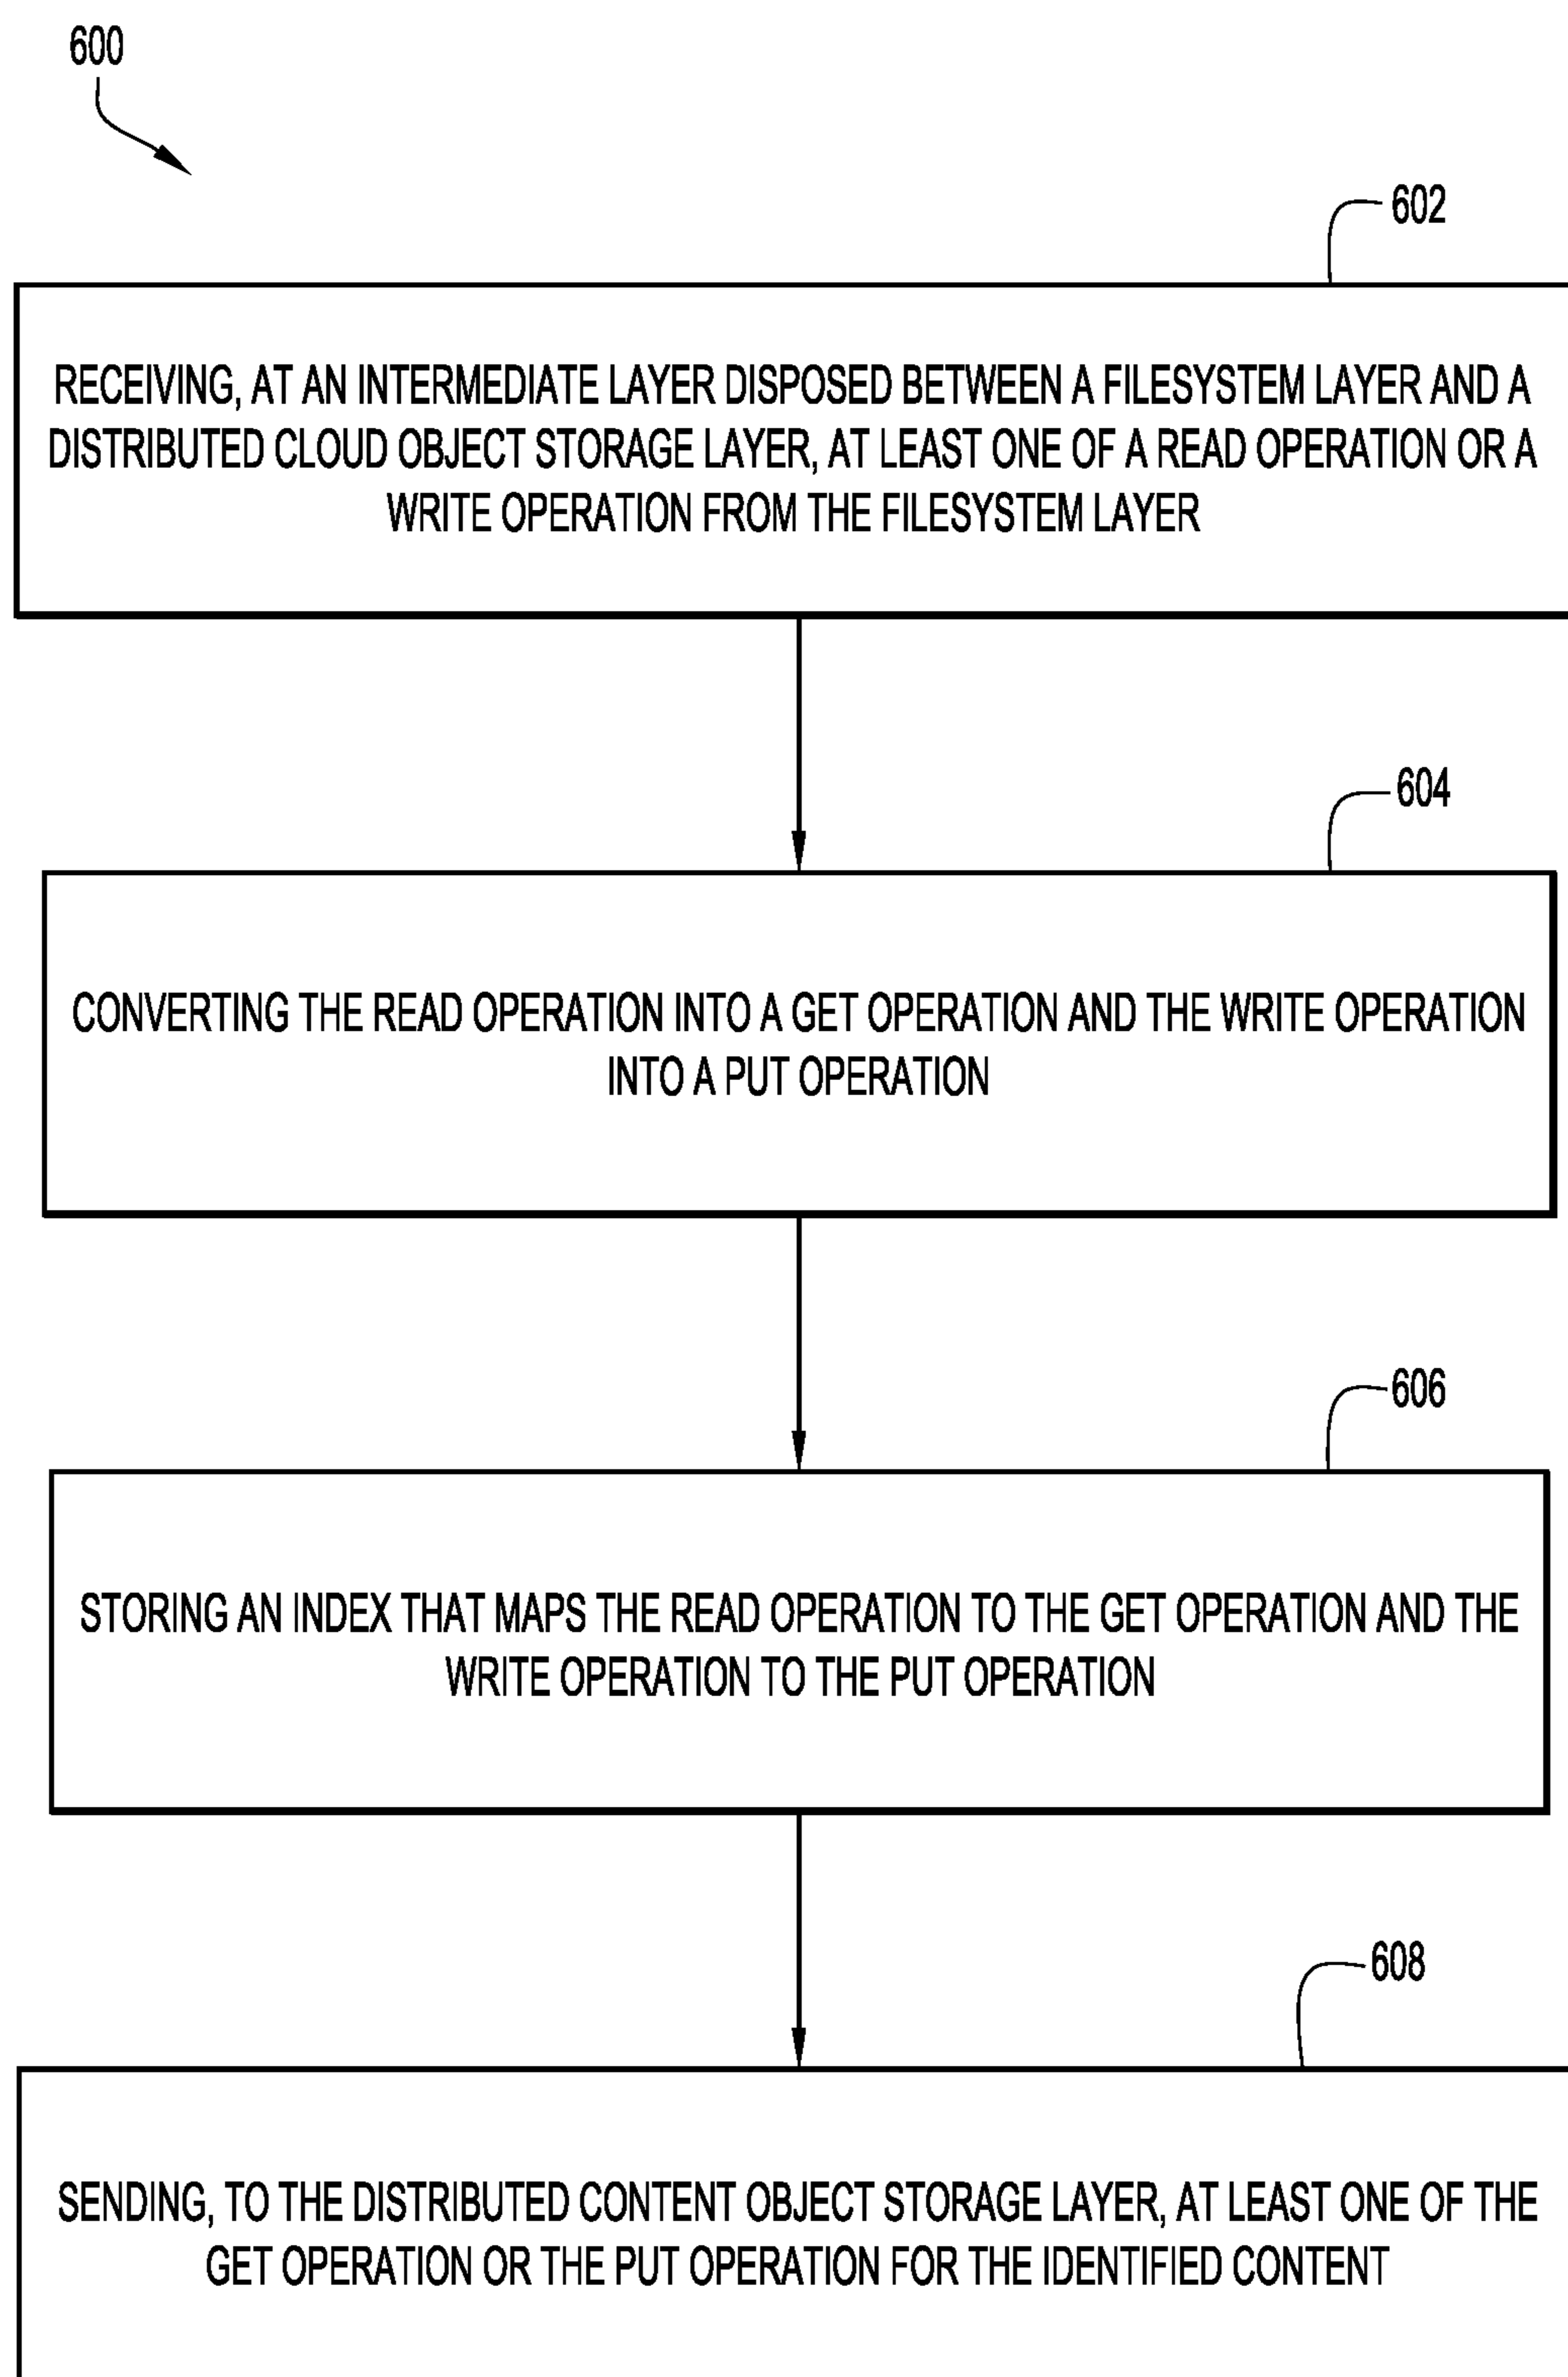 600
602
RECEIVING, AT AN INTERMEDIATE LAYER DISPOSED BETWEEN A FILESYSTEM LAYER AND A
DISTRIBUTED CLOUD OBJECT STORAGE LAYER, AT LEAST ONE OF A READ OPERATION OR A
WRITE OPERATION FROM THE FILESYSTEM LAYER
604
CONVERTING THE READ OPERATION INTO A GET OPERATION AND THE WRITE OPERATION
INTO A PUT OPERATION
606
STORING AN INDEX THAT MAPS THE READ OPERATION TO THE GET OPERATION AND THE
WRITE OPERATION TO THE PUT OPERATION
608
SENDING, TO THE DISTRIBUTED CONTENT OBJECT STORAGE LAYER, AT LEAST ONE OF THE
GET OPERATION OR THE PUT OPERATION FOR THE IDENTIFIED CONTENT